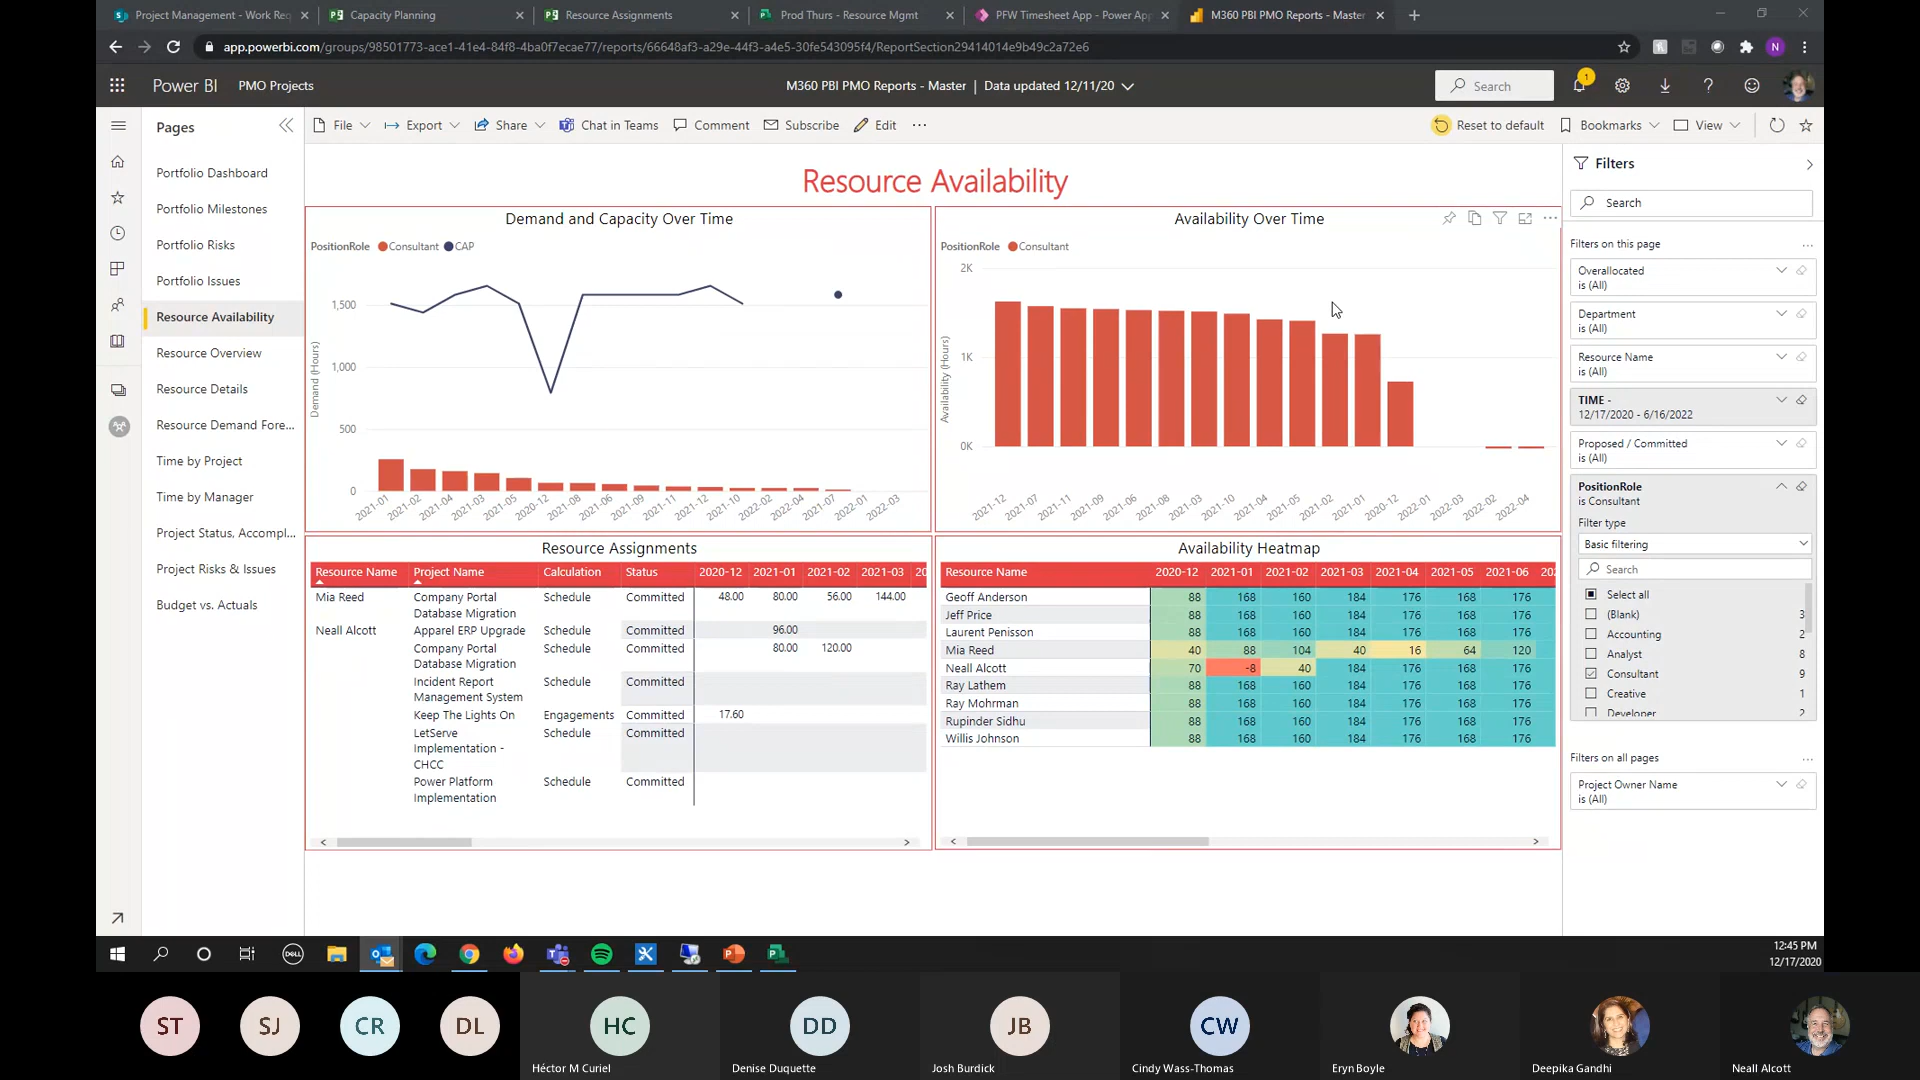 Project Management - Work Req
Capacity Planning
Resource Assignments
Prod Thurs - Resource Mgmt
PFW Timesheet App - Power App
M360 PBI PMO Reports - Master
app.powerbi.com/groups/98501773-ace1-41e4-84f8-4ba0f7ecae77/reports/66648af3-a29e-44f3-a4e5-30fe543095f4/ReportSection29414014e9b49c2a72e6
N
Power BI PMO Projects
M360 PBI PMO Reports - Master | Data updated 12/11/20
Search
1
Pages
File Export Share Chat in Teams Comment Subscribe Edit ...
Reset to default Bookmarks View
Portfolio Dashboard
Portfolio Milestones
Portfolio Risks
Portfolio Issues
Resource Availability
Resource Overview
Resource Details
Resource Demand Fore...
Time by Project
Time by Manager
Project Status, Accompl...
Project Risks & Issues
Budget vs. Actuals
Resource Availability
Demand and Capacity Over Time
PositionRole Consultant CAP
Demand (Hours)
1,500
1,000
500
0
2021-01 2021-02 2021-04 2021-03 2021-05 2020-12 2021-08 2021-06 2021-09 2021-11 2021-12 2021-10 2022-02 2022-04 2021-07 2022-01 2022-03
Availability Over Time
PositionRole Consultant
Availability (Hours)
2K
1K
0K
2021-12 2021-07 2021-11 2021-09 2021-06 2021-08 2021-03 2021-10 2021-04 2021-05 2021-02 2021-01 2020-12 2022-01 2022-03 2022-02 2022-04
Resource Assignments
Resource Name Project Name Calculation Status 2020-12 2021-01 2021-02 2021-03 20
Mia Reed Company Portal Schedule Committed 48.00 80.00 56.00 144.00
Database Migration
Neall Alcott Apparel ERP Upgrade Schedule Committed 96.00
Company Portal Schedule Committed 80.00 120.00
Database Migration
Incident Report Schedule Committed
Management System
Keep The Lights On Engagements Committed 17.60
LetServe Schedule Committed
Implementation -
CHCC
Power Platform Schedule Committed
Implementation
Availability Heatmap
Resource Name 2020-12 2021-01 2021-02 2021-03 2021-04 2021-05 2021-06 202
Geoff Anderson 88 168 160 184 176 168 176
Jeff Price 88 168 160 184 176 168 176
Laurent Penisson 88 168 160 184 176 168 176
Mia Reed 40 88 104 40 16 64 120
Neall Alcott 70 -8 40 184 176 168 176
Ray Lathem 88 168 160 184 176 168 176
Ray Mohrman 88 168 160 184 176 168 176
Rupinder Sidhu 88 168 160 184 176 168 176
Willis Johnson 88 168 160 184 176 168 176
Filters
Search
Filters on this page
Overallocated
is (All)
Department
is (All)
Resource Name
is (All)
TIME -
12/17/2020 - 6/16/2022
Proposed / Committed
is (All)
PositionRole
is Consultant
Filter type
Basic filtering
Search
Select all
(Blank) 3
Accounting 2
Analyst 8
Consultant 9
Creative 1
Developer 2
Filters on all pages
Project Owner Name
is (All)
DELL
12:45 PM
12/17/2020
ST SJ CR DL HC DD JB CW
Héctor M Curiel Denise Duquette Josh Burdick Cindy Wass-Thomas Eryn Boyle Deepika Gandhi Neall Alcott